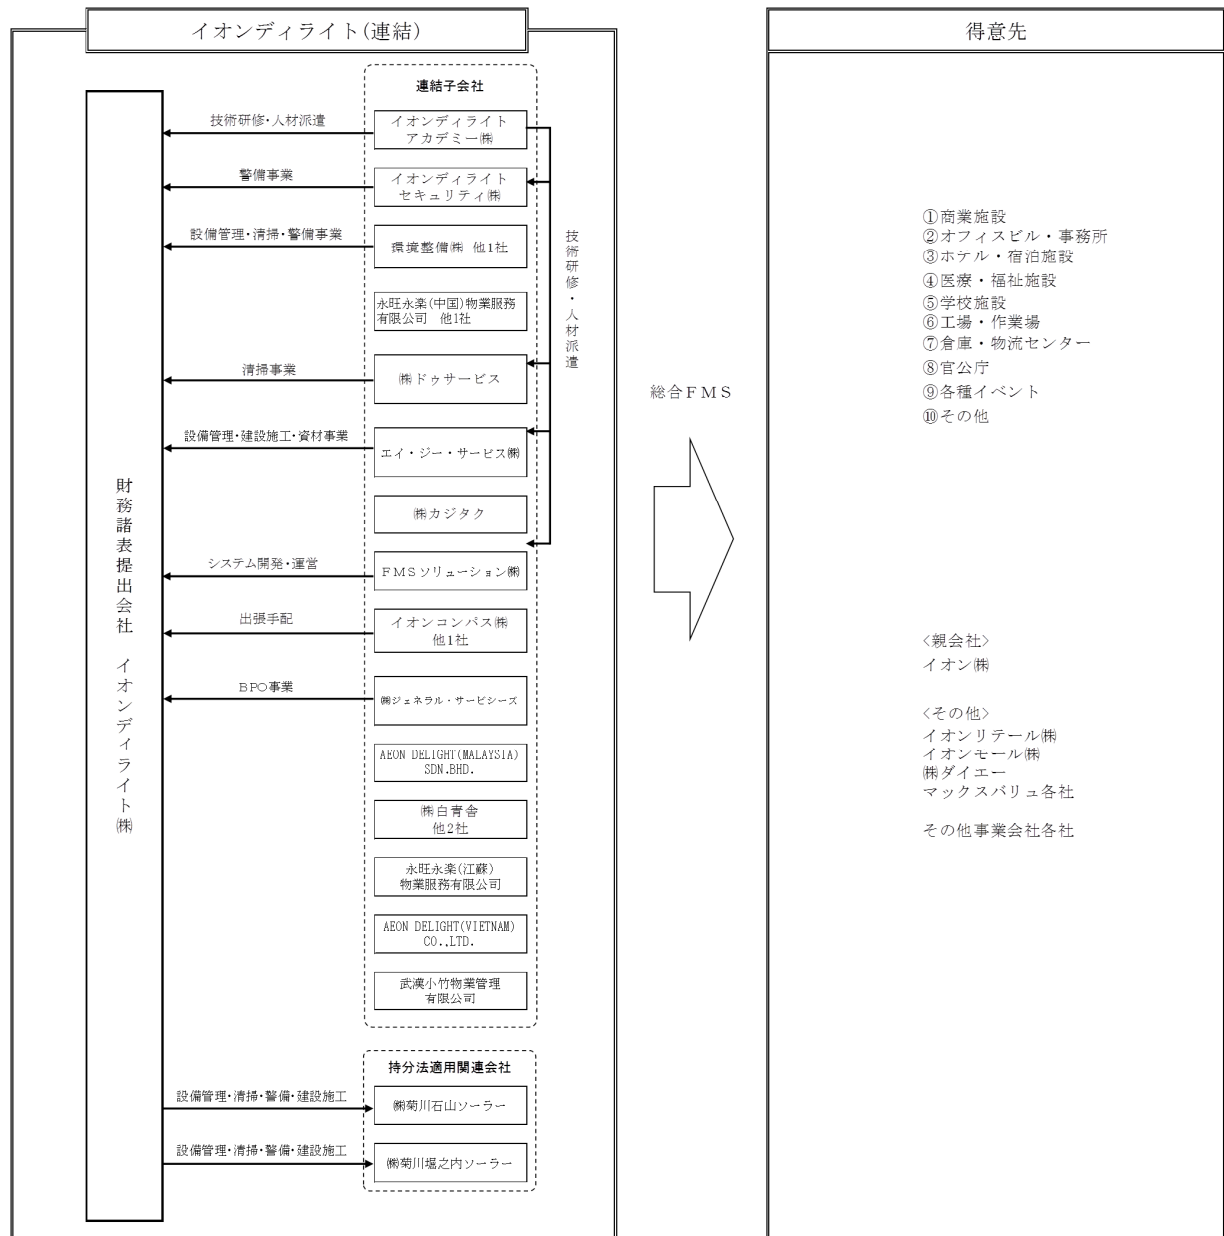 イオンディライト(連結)
得意先
連結子会社
技術研修・人材派遣
イオンディライト
アカデミー㈱
警備事業
イオンディライト
セキュリティ㈱
設備管理・清掃・警備事業
環境整備㈱ 他1社
永旺永楽(中国)物業服務
有限公司 他1社
清掃事業
㈱ドゥサービス
設備管理・建設施工・資材事業
エイ・ジー・サービス㈱
㈱カジタク
システム開発・運営
FMSソリューション㈱
出張手配
イオンコンパス㈱
他1社
BPO事業
㈱ジェネラル・サービシーズ
AEON DELIGHT(MALAYSIA)
SDN.BHD.
㈱白青舎
他2社
永旺永楽(江蘇)
物業服務有限公司
AEON DELIGHT(VIETNAM)
CO.,LTD.
武漢小竹物業管理
有限公司
技術研修・人材派遣
財務諸表提出会社 イオンディライト㈱
持分法適用関連会社
設備管理・清掃・警備・建設施工
㈱菊川石山ソーラー
設備管理・清掃・警備・建設施工
㈱菊川堀之内ソーラー
総合FMS
①商業施設
②オフィスビル・事務所
③ホテル・宿泊施設
④医療・福祉施設
⑤学校施設
⑥工場・作業場
⑦倉庫・物流センター
⑧官公庁
⑨各種イベント
⑩その他
<親会社>
イオン㈱
<その他>
イオンリテール㈱
イオンモール㈱
㈱ダイエー
マックスバリュ各社
その他事業会社各社